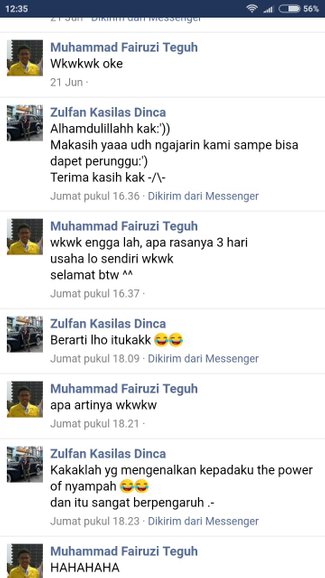 12:35
56%
21 Jun · Dikirim dari Messenger
Muhammad Fairuzi Teguh
Wkwkwk oke
21 Jun ·
Zulfan Kasilas Dinca
Alhamdulillahh kak:'))
Makasih yaaa udh ngajarin kami sampe bisa
dapet perunggu:')
Terima kasih kak -/\-
Jumat pukul 16.36 · Dikirim dari Messenger
Muhammad Fairuzi Teguh
wkwk engga lah, apa rasanya 3 hari
usaha lo sendiri wkwk
selamat btw ^^
Jumat pukul 16.37 ·
Zulfan Kasilas Dinca
Berarti lho itukakk 😂😂
Jumat pukul 18.09 · Dikirim dari Messenger
Muhammad Fairuzi Teguh
apa artinya wkwkw
Jumat pukul 18.21 ·
Zulfan Kasilas Dinca
Kakaklah yg mengenalkan kepadaku the power
of nyampah 😂😂
dan itu sangat berpengaruh .-
Jumat pukul 18.23 · Dikirim dari Messenger
Muhammad Fairuzi Teguh
HAHAHAHA